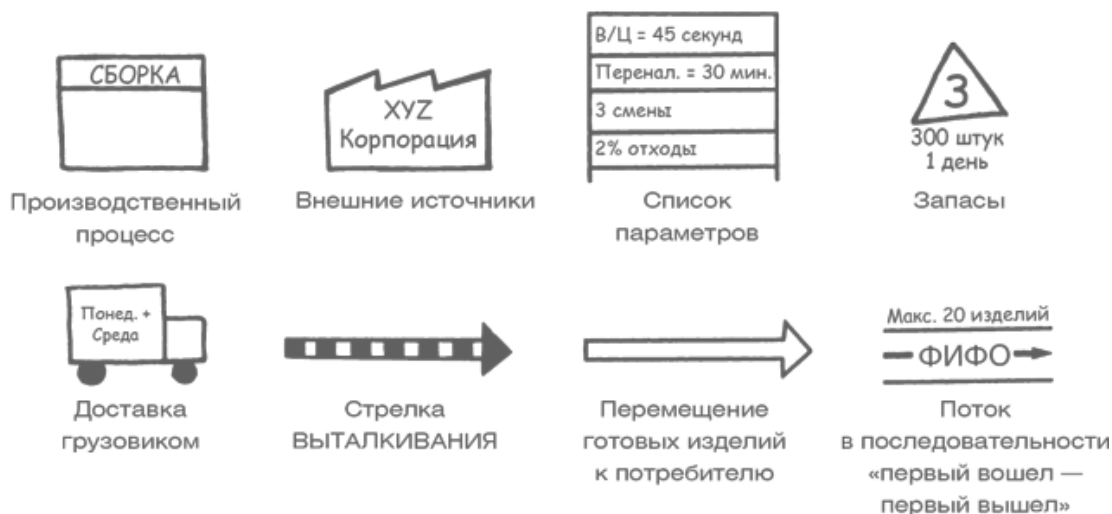 СБОРКА
Производственный
процесс
XYZ
Корпорация
Внешние источники
В/Ц = 45 секунд
Перенал. = 30 мин.
3 смены
2% отходы
Список
параметров
З
300 штук
1 день
Запасы
Понед. +
Среда
Доставка
грузовиком
Стрелка
ВЫТАЛКИВАНИЯ
Перемещение
готовых изделий
к потребителю
Макс. 20 изделий
ФИФО
Поток
в последовательности
«первый вошел —
первый вышел»